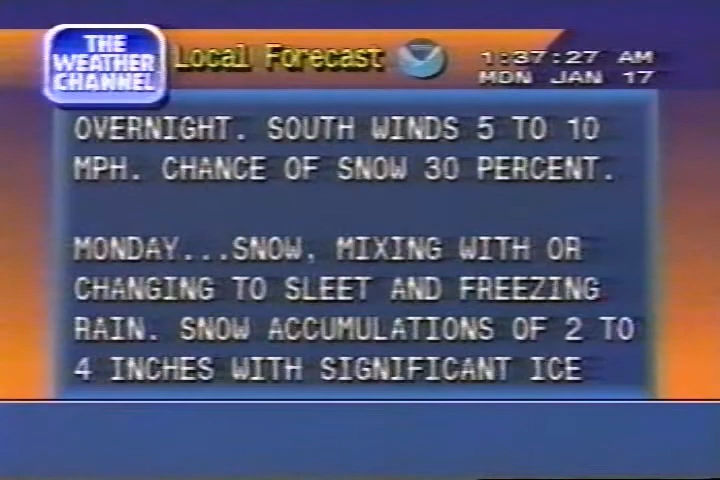 THE
WEATHER
CHANNEL
Local Forecast
1:37:27 AM
MON JAN 17
OVERNIGHT. SOUTH WINDS 5 TO 10
MPH. CHANCE OF SNOW 30 PERCENT.
MONDAY...SNOW, MIXING WITH OR
CHANGING TO SLEET AND FREEZING
RAIN. SNOW ACCUMULATIONS OF 2 TO
4 INCHES WITH SIGNIFICANT ICE